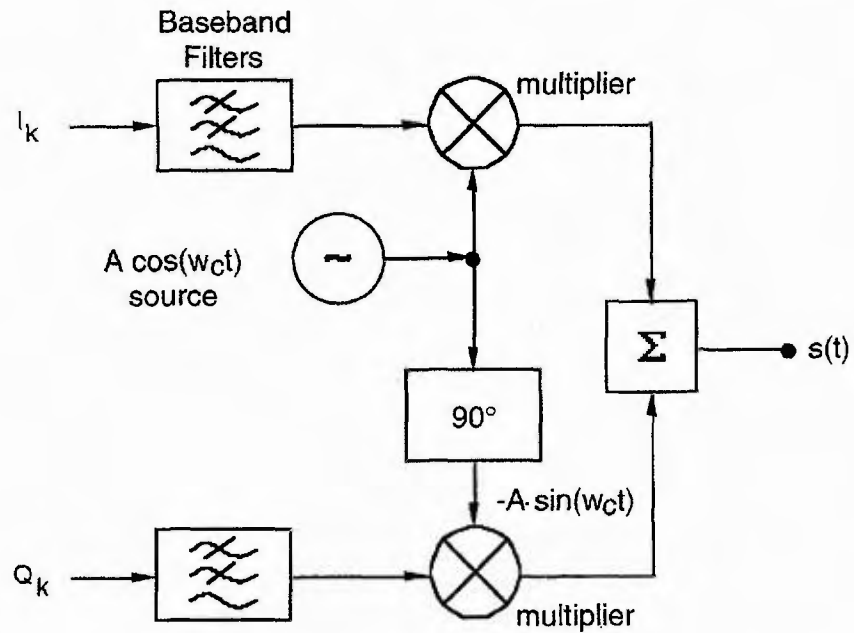 Baseband
Filters
multiplier
I_k
A cos(w_ct)
source
~
Σ
s(t)
90°
-A·sin(w_ct)
Q_k
multiplier